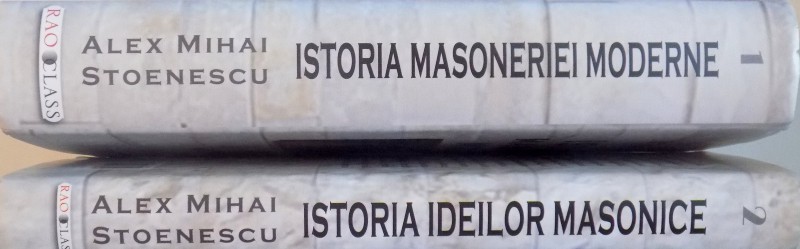 RAO CLASS
ALEX MIHAI
STOENESCU
ISTORIA MASONERIEI MODERNE
1
RAO CLASS
ALEX MIHAI
STOENESCU
ISTORIA IDEILOR MASONICE
2